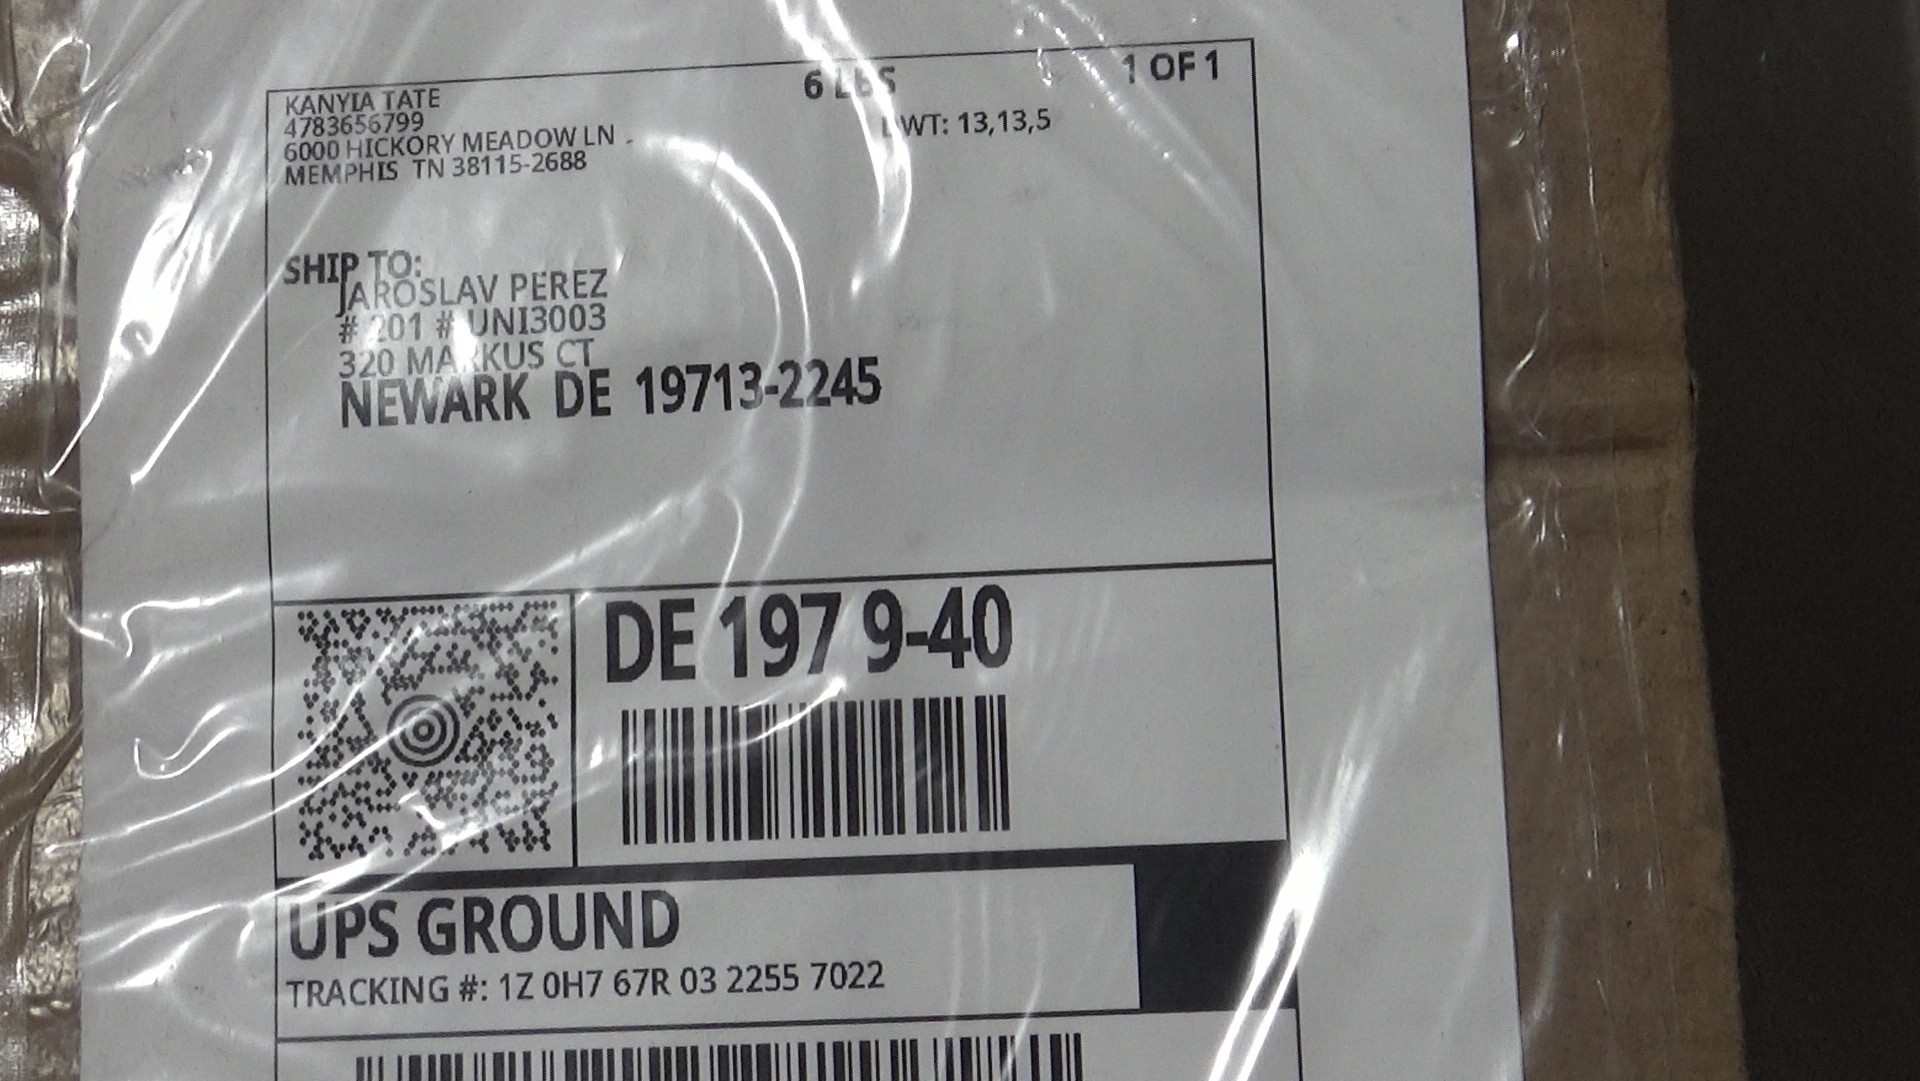 KANYIA TATE
4783656799
6000 HICKORY MEADOW LN
MEMPHIS TN 38115-2688
6 LBS
1 OF 1
DWT: 13,13,5
SHIP TO:
JAROSLAV PEREZ
# 201 # UNI3003
320 MARKUS CT
NEWARK DE 19713-2245
DE 197 9-40
UPS GROUND
TRACKING #: 1Z 0H7 67R 03 2255 7022